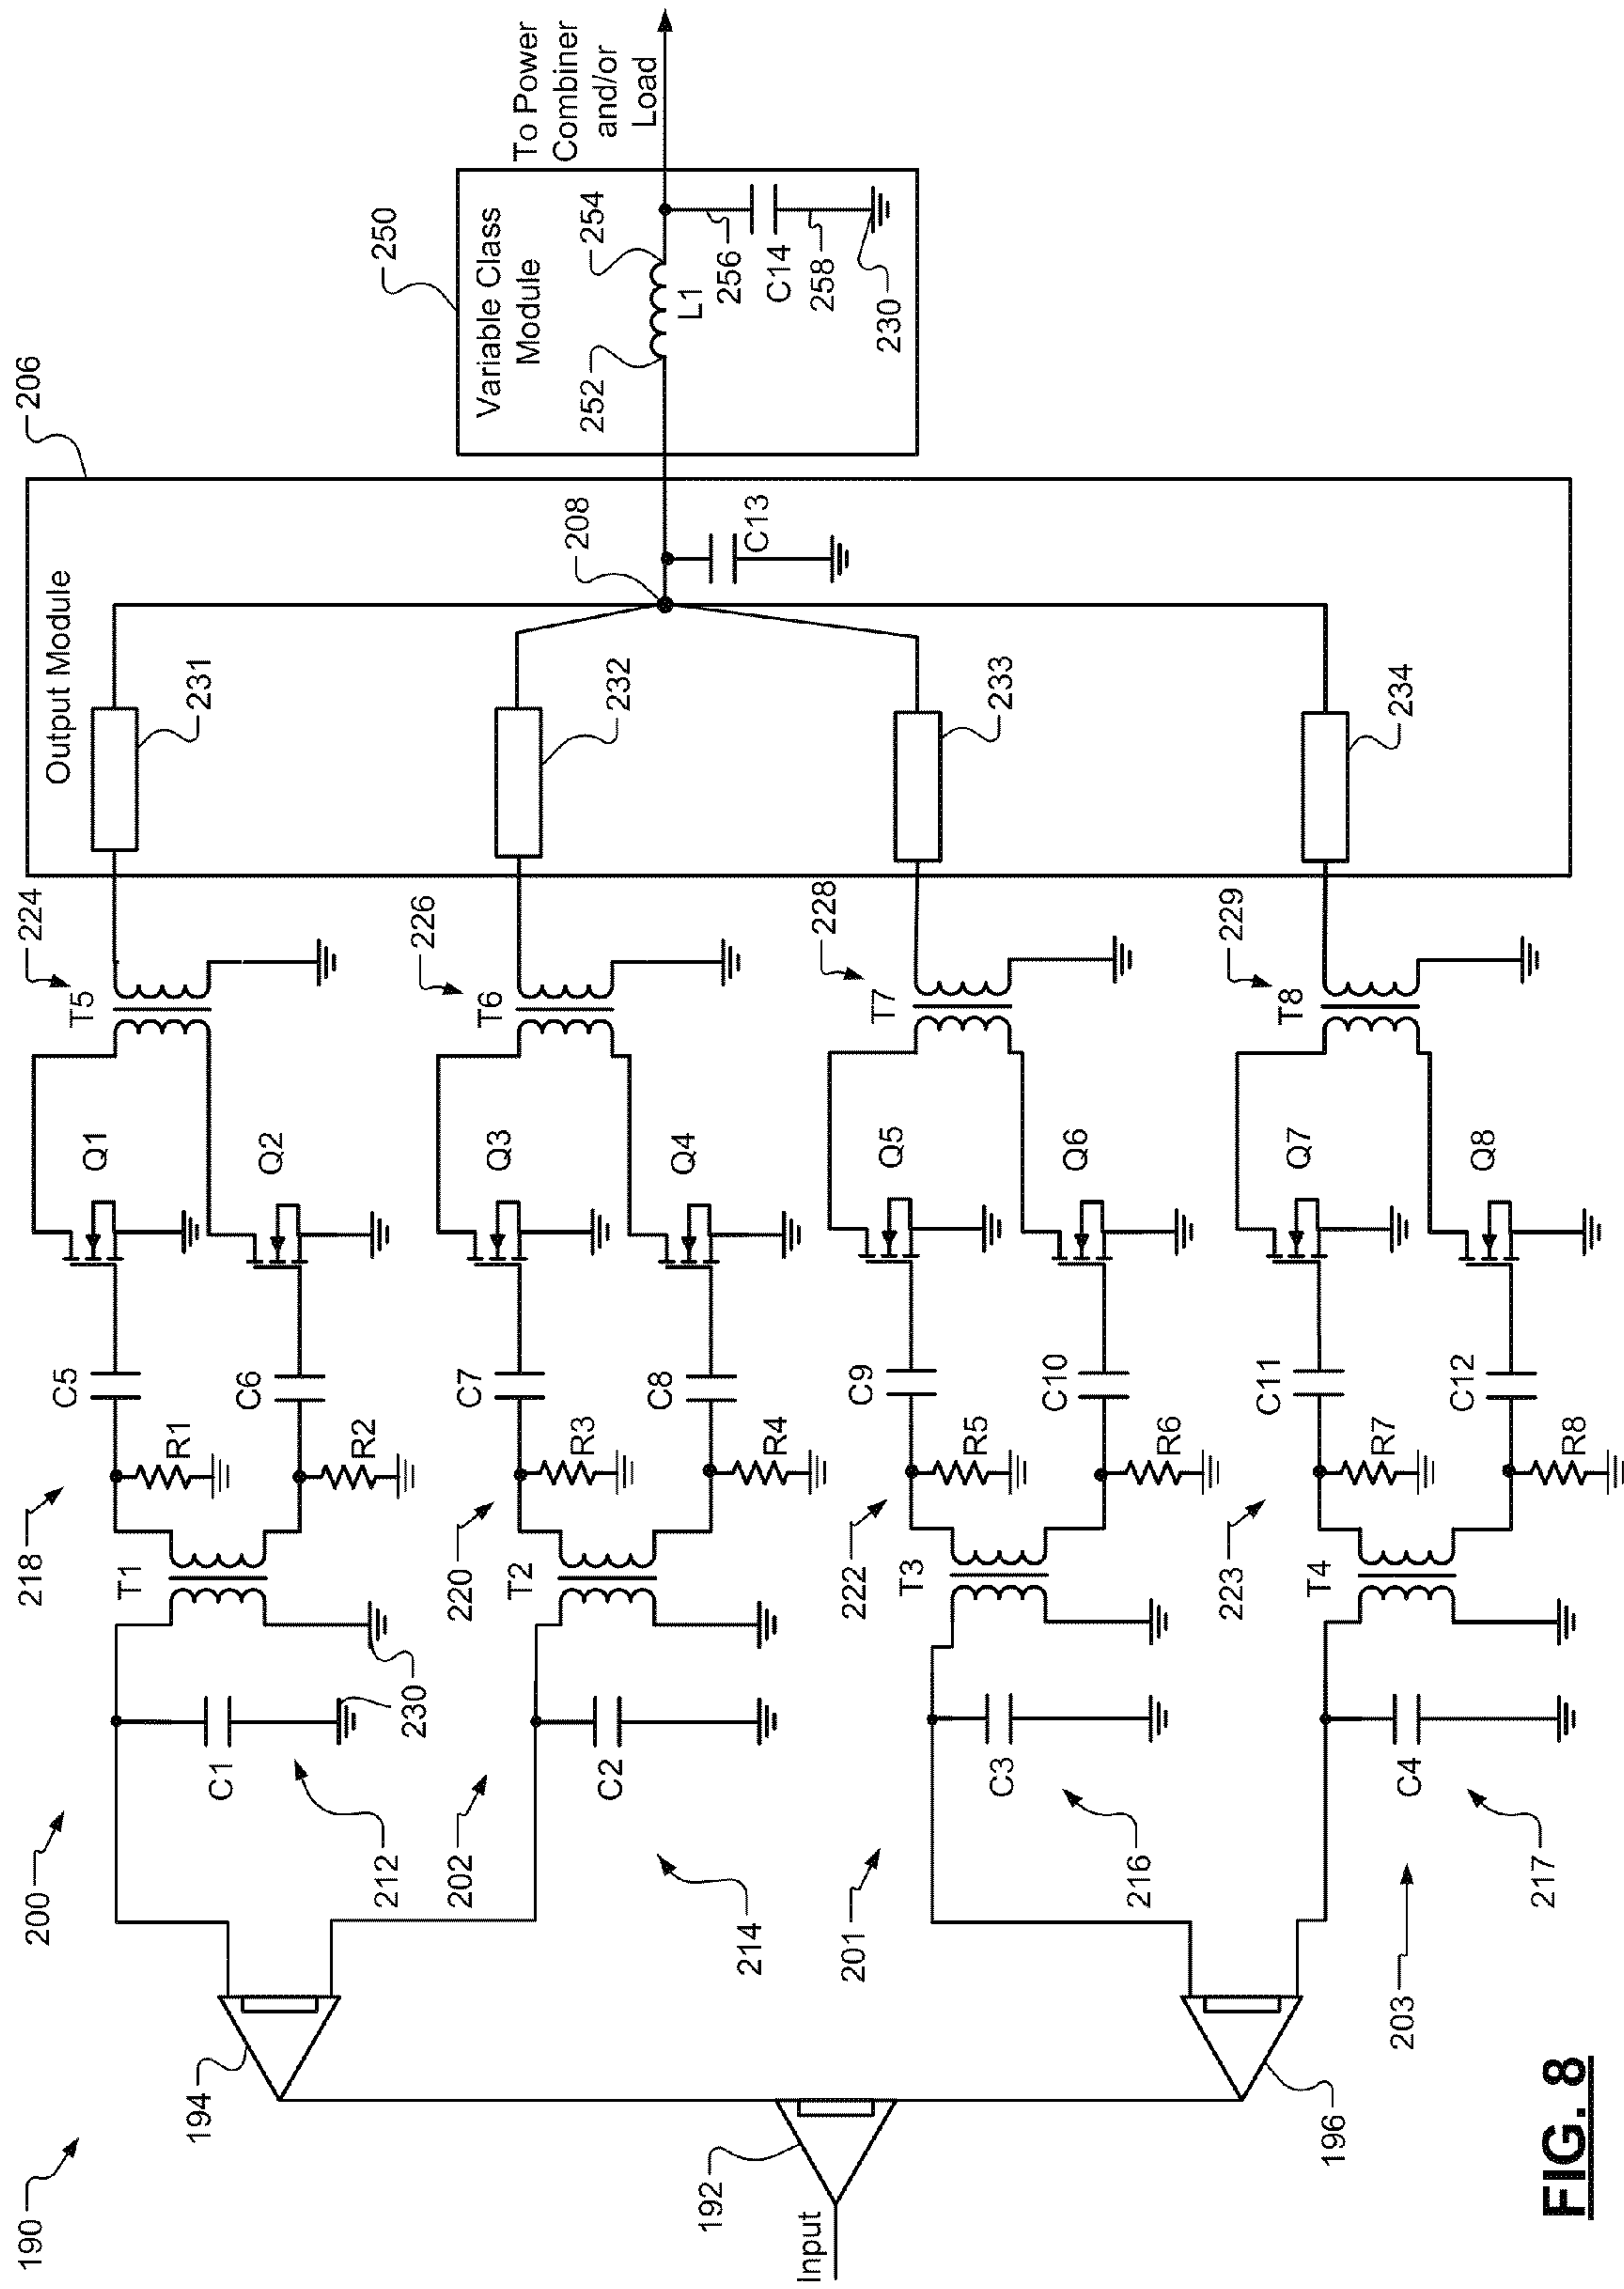 190
192
Input
194
196
200
202
201
203
C1
212
230
C2
214
C3
216
C4
217
T1
218
R1
C5
Q1
R2
C6
Q2
T5
224
T2
220
R3
C7
Q3
R4
C8
Q4
T6
226
T3
222
R5
C9
Q5
R6
C10
Q6
T7
228
T4
223
R7
C11
Q7
R8
C12
Q8
T8
229
Output Module
206
231
232
233
234
208
C13
250
Variable Class
Module
252
L1
254
256
C14
258
230
To Power
Combiner
and/or
Load
FIG. 8